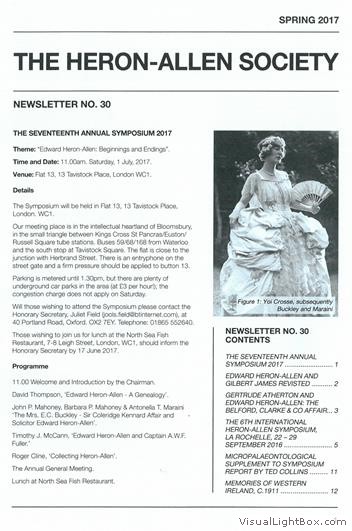 SPRING 2017
THE HERON-ALLEN SOCIETY
NEWSLETTER NO. 30
THE SEVENTEENTH ANNUAL SYMPOSIUM 2017
Theme: "Edward Heron-Allen: Beginnings and Endings".
Time and Date: 11.00am. Saturday, 1 July, 2017.
Venue: Flat 13, 13 Tavistock Place, London WC1.
Details
The Symposium will be held in Flat 13, 13 Tavistock Place,
London. WC1.
Our meeting place is in the intellectual heartland of Bloomsbury,
in the small triangle between Kings Cross St Pancras/Euston/
Russell Square tube stations. Buses 59/68/168 from Waterloo
and the south stop at Tavistock Square. The flat is close to the
junction with Herbrand Street. There is an entryphone on the
street gate and a firm pressure should be applied to button 13.
Parking is metered until 1.30pm, but there are plenty of
underground car parks in the area (at £3 per hour); the
congestion charge does not apply on Saturday.
Will those wishing to attend the Symposium please contact the
Honorary Secretary, Juliet Field (jools.field@btinternet.com), at
40 Portland Road, Oxford. OX2 7EY. Telephone: 01865 552640.
Those wishing to join us for lunch at the North Sea Fish
Restaurant, 7-8 Leigh Street, London, WC1, should inform the
Honorary Secretary by 17 June 2017.
Programme
11.00 Welcome and Introduction by the Chairman.
David Thompson, 'Edward Heron-Allen - A Genealogy'.
John P. Mahoney, Barbara P. Mahoney & Antonella T. Maraini
'The Mrs. E.C. Buckley - Sir Coleridge Kennard Affair and
Solicitor Edward Heron-Allen'.
Timothy J. McCann, 'Edward Heron-Allen and Captain A.W.F.
Fuller.'
Roger Cline, 'Collecting Heron-Allen'.
The Annual General Meeting.
Lunch at North Sea Fish Restaurant.
Figure 1: Yoi Crosse, subsequently
Buckley and Maraini
NEWSLETTER NO. 30
CONTENTS
THE SEVENTEENTH ANNUAL
SYMPOSIUM 2017 ................. 1
EDWARD HERON-ALLEN AND
GILBERT JAMES REVISTED .......... 2
GERTRUDE ATHERTON AND
EDWARD HERON-ALLEN: THE
BELFORD, CLARKE & CO AFFAIR... 3
THE 6TH INTERNATIONAL
HERON-ALLEN SYMPOSIUM,
LA ROCHELLE, 22 – 29
SEPTEMBER 2016 ................. 5
MICROPALAEONTOLOGICAL
SUPPLEMENT TO SYMPOSIUM
REPORT BY TED COLLINS ......... 11
MEMORIES OF WESTERN
IRELAND, C.1911 ................. 12
VisualLightBox.com